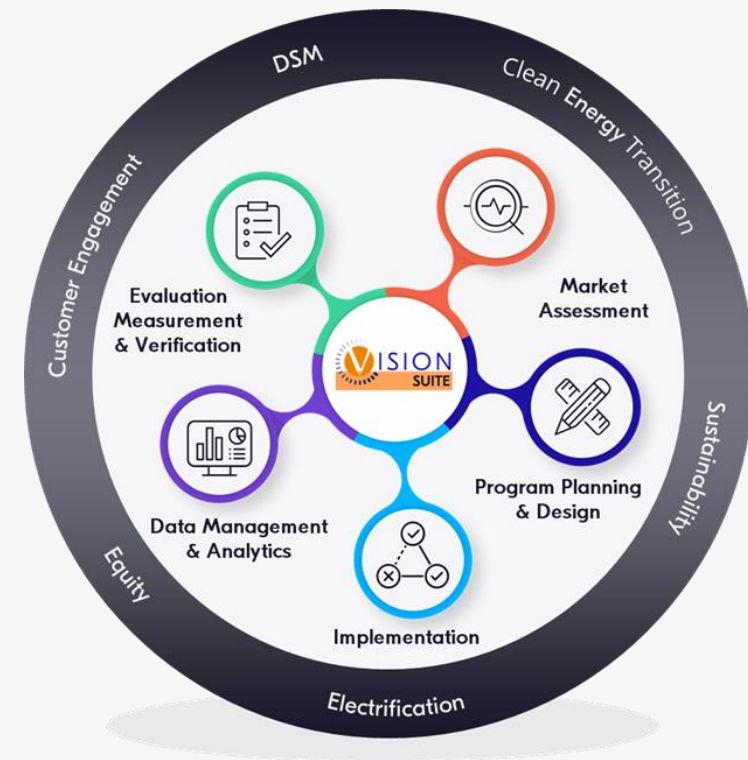 DSM
Clean Energy Transition
Sustainability
Electrification
Equity
Customer Engagement
Market
Assessment
Program Planning
& Design
Implementation
Data Management
& Analytics
Evaluation
Measurement
& Verification
VISION
SUITE